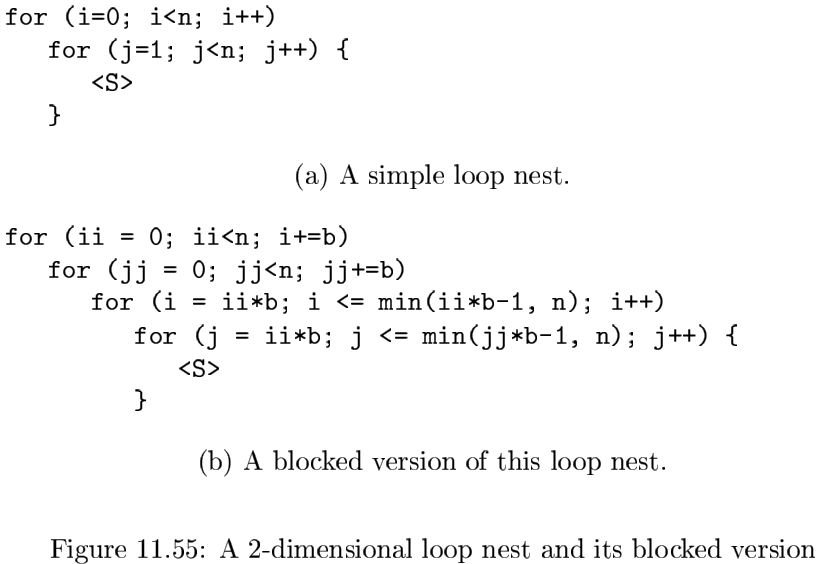 for (i=0; i<n; i++)
for (j=1; j<n; j++) {
<S>
}
(a) A simple loop nest.
for (ii = 0; ii<n; i+=b)
for (jj = 0; jj<n; jj+=b)
for (i = ii*b; i <= min(ii*b-1, n); i++)
for (j = ii*b; j <= min(jj*b-1, n); j++) {
<S>
}
(b) A blocked version of this loop nest.
Figure 11.55: A 2-dimensional loop nest and its blocked version